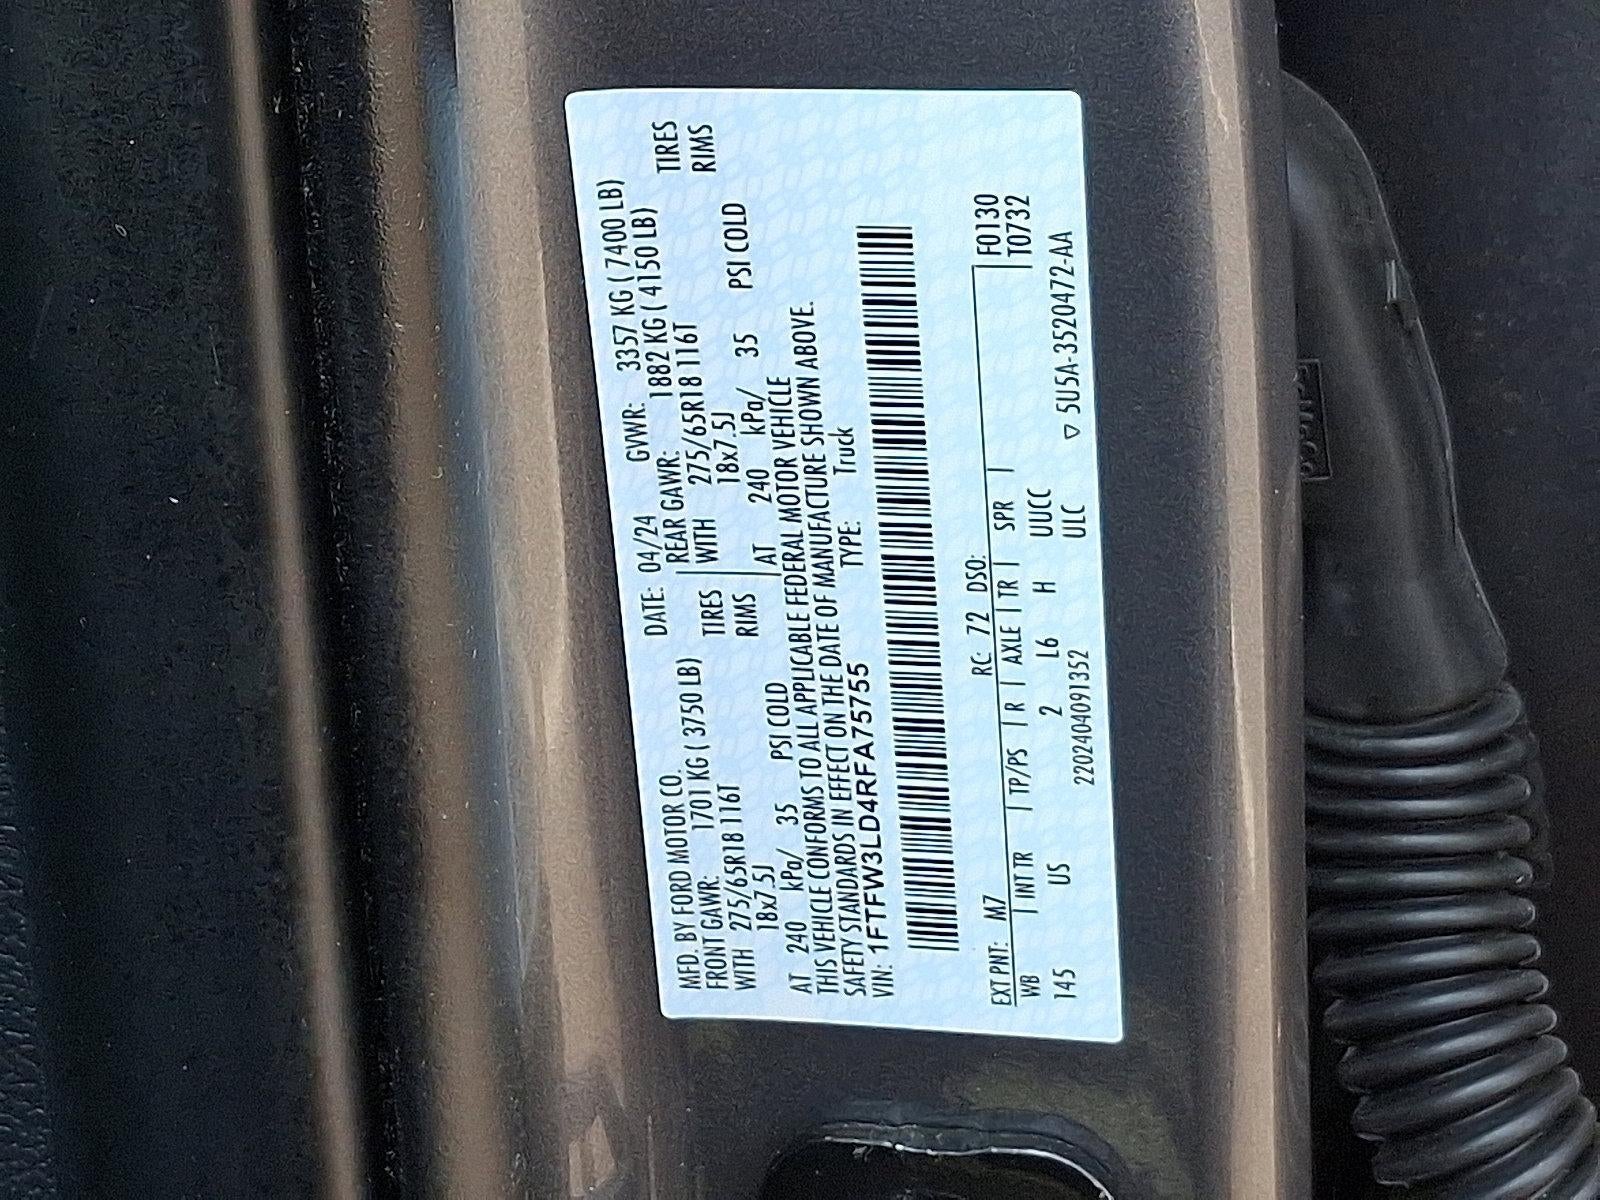 MFD. BY FORD MOTOR CO. DATE: 04/24 GVWR: 3357 KG ( 7400 LB)
FRONT GAWR: 1701 KG ( 3750 LB) REAR GAWR: 1882 KG ( 4150 LB)
WITH 275/65R18 116T TIRES WITH 275/65R18 116T TIRES
18x7.5J RIMS 18x7.5J RIMS
AT 240 kPa/ 35 PSI COLD AT 240 kPa/ 35 PSI COLD
THIS VEHICLE CONFORMS TO ALL APPLICABLE FEDERAL MOTOR VEHICLE
SAFETY STANDARDS IN EFFECT ON THE DATE OF MANUFACTURE SHOWN ABOVE.
VIN: 1FTFW3LD4RFA75755 TYPE: Truck
F0130
EXT PNT: M7 RC: 72 DSO: T0732
WB INT TR TP/PS R AXLE TR SPR
145 US 2 L6 H UUCC
220240409​1352 ULC ▽ 5U5A-3520472-AA